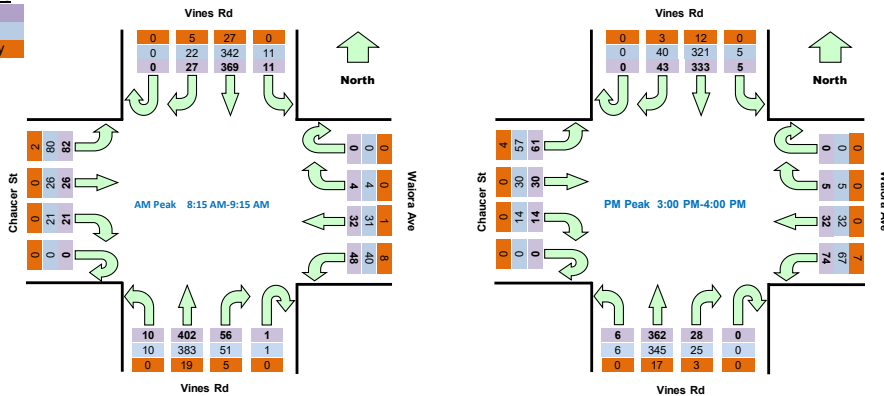 y
Vines Rd
0 5 27 0
0 22 342 11
0 27 369 11
North
Chaucer St
2 80 82
0 26 26
0 21 21
0 0 0
AM Peak 8:15 AM-9:15 AM
0 0 0
4 4 0
32 31 1
48 40 8
Walora Ave
10 402 56 1
10 383 51 1
0 19 5 0
Vines Rd
Vines Rd
0 3 12 0
0 40 321 5
0 43 333 5
North
Chaucer St
4 57 61
0 30 30
0 14 14
0 0 0
PM Peak 3:00 PM-4:00 PM
0 0 0
5 5 0
32 32 0
74 67 7
Walora Ave
6 362 28 0
6 345 25 0
0 17 3 0
Vines Rd